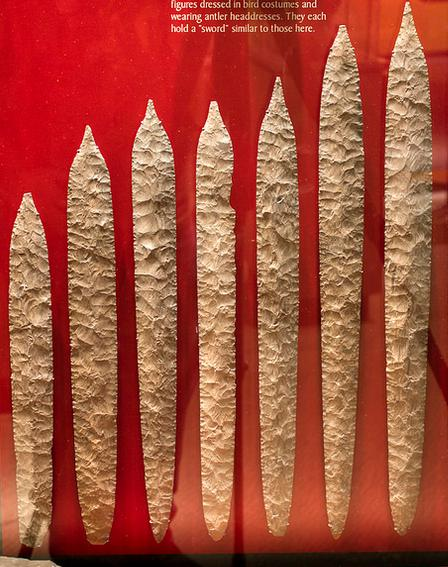 figures dressed in bird costumes and
wearing antler headdresses. They each
hold a "sword" similar to those here.